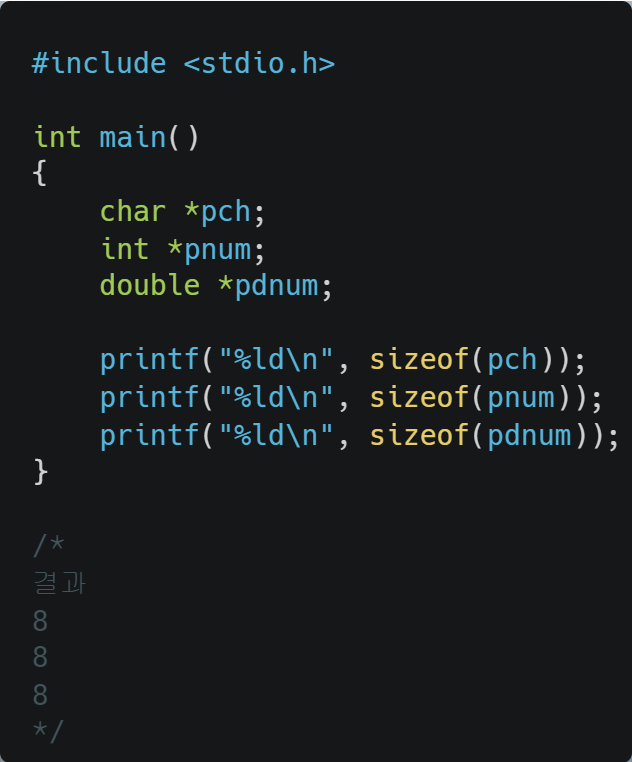 #include <stdio.h>
int main()
{
    char *pch;
    int *pnum;
    double *pdnum;
    printf("%ld\n", sizeof(pch));
    printf("%ld\n", sizeof(pnum));
    printf("%ld\n", sizeof(pdnum));
}
/*
결과
8
8
8
*/